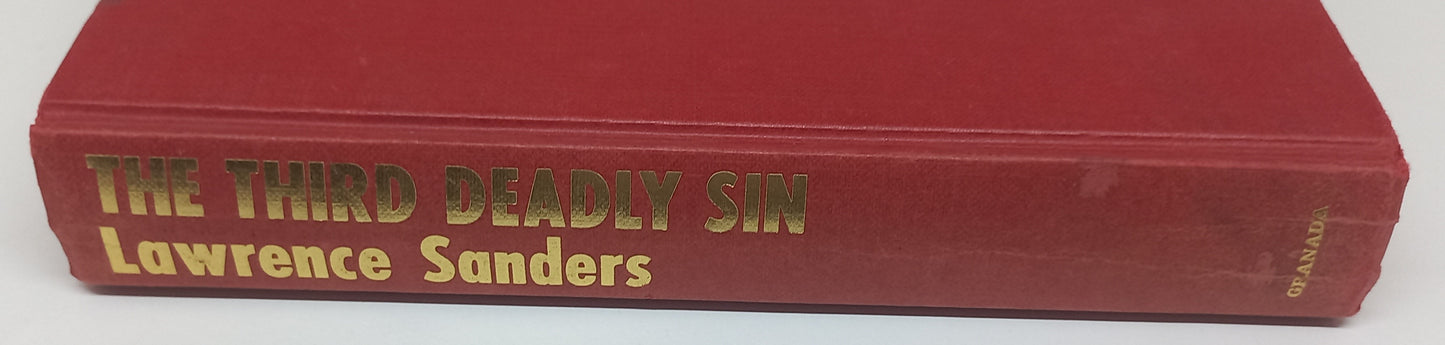 THE THIRD DEADLY SIN
Lawrence Sanders
GRANADA